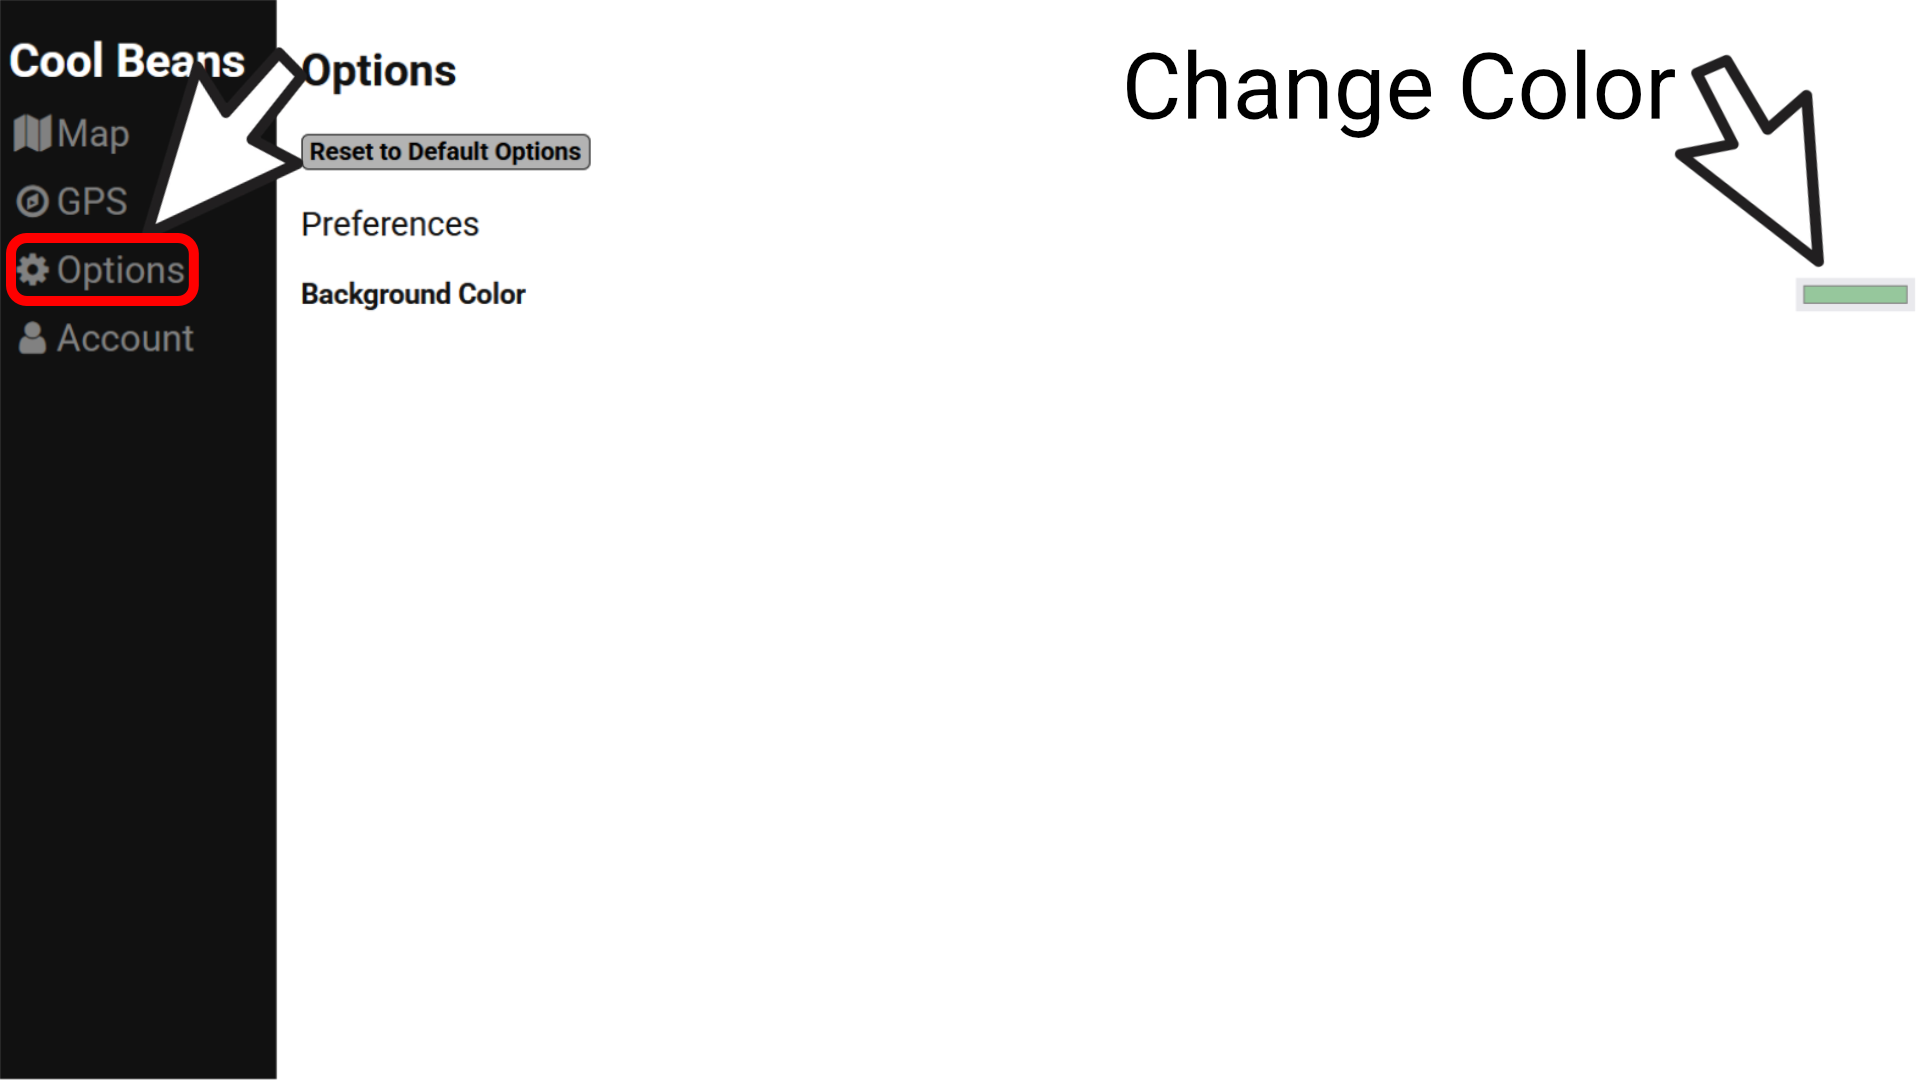 Cool Beans
Map
GPS
Options
Account
Options
Reset to Default Options
Preferences
Background Color
Change Color